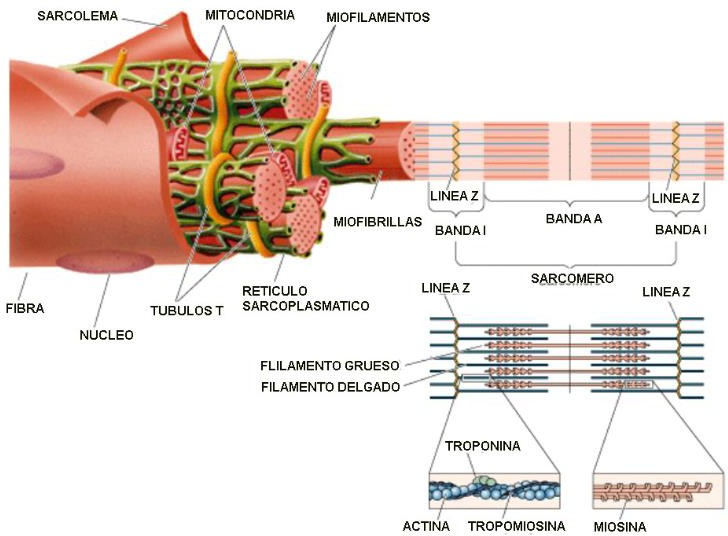 SARCOLEMA
MITOCONDRIA
MIOFILAMENTOS
LINEA Z
LINEA Z
MIOFIBRILLAS
BANDA I
BANDA A
BANDA I
SARCOMERO
FIBRA
NUCLEO
TUBULOS T
RETICULO
SARCOPLASMATICO
LINEA Z
LINEA Z
FLILAMENTO GRUESO
FILAMENTO DELGADO
TROPONINA
ACTINA
TROPOMIOSINA
MIOSINA